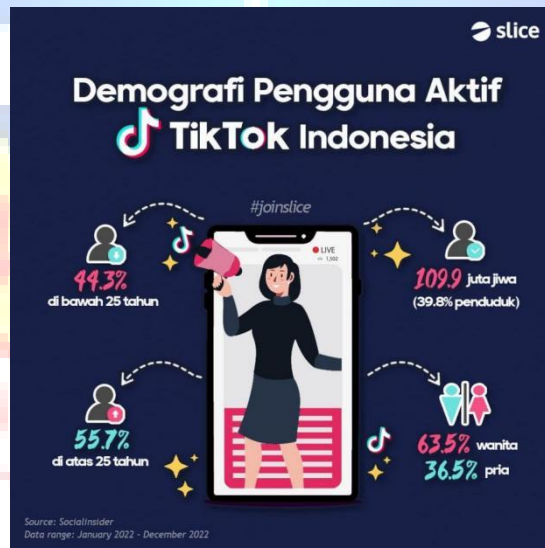 slice
Demografi Pengguna Aktif
TikTok Indonesia
#joinslice
44.3%
di bawah 25 tahun
LIVE
1,902
109.9 juta jiwa
(39.8% penduduk)
55.7%
di atas 25 tahun
63.5% wanita
36.5% pria
Source: Socialinsider
Data range: January 2022 - December 2022